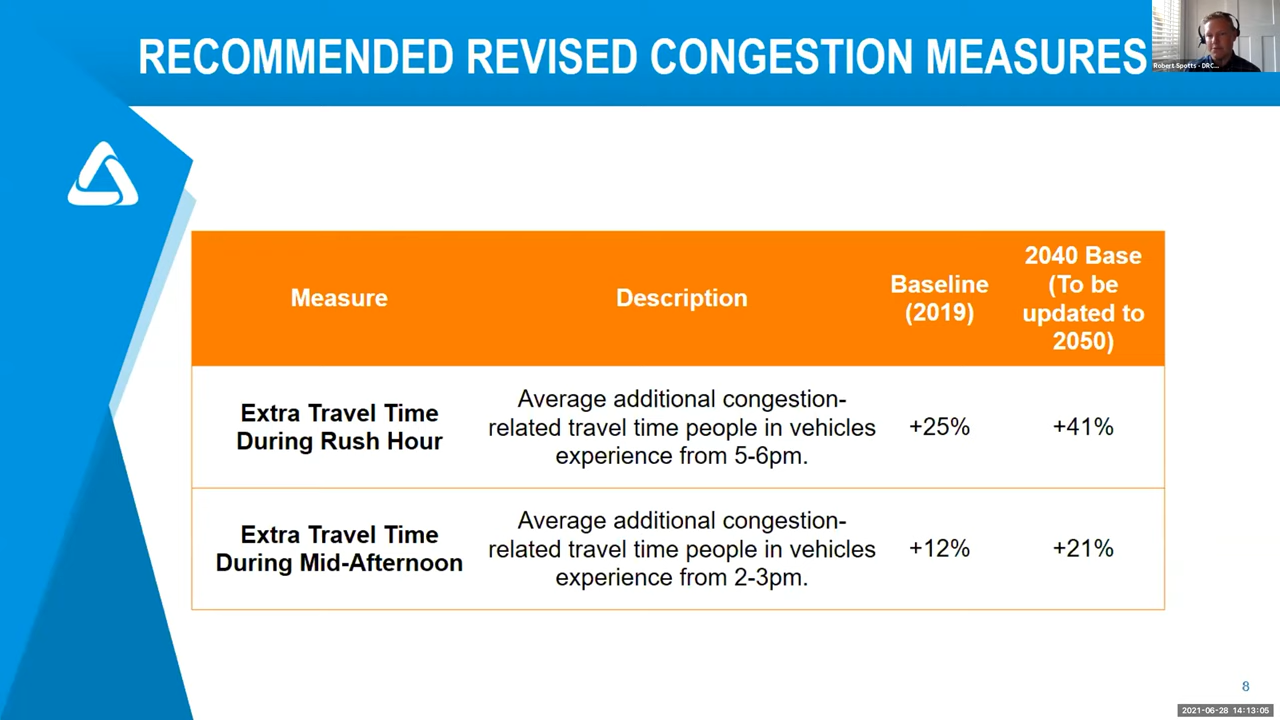 RECOMMENDED REVISED CONGESTION MEASURES
Robert Spotts - DRC...
Measure
Description
Baseline
(2019)
2040 Base
(To be
updated to
2050)
Extra Travel Time
During Rush Hour
Average additional congestion-
related travel time people in vehicles
experience from 5-6pm.
+25%
+41%
Extra Travel Time
During Mid-Afternoon
Average additional congestion-
related travel time people in vehicles
experience from 2-3pm.
+12%
+21%
8
2021-06-28 14:13:05